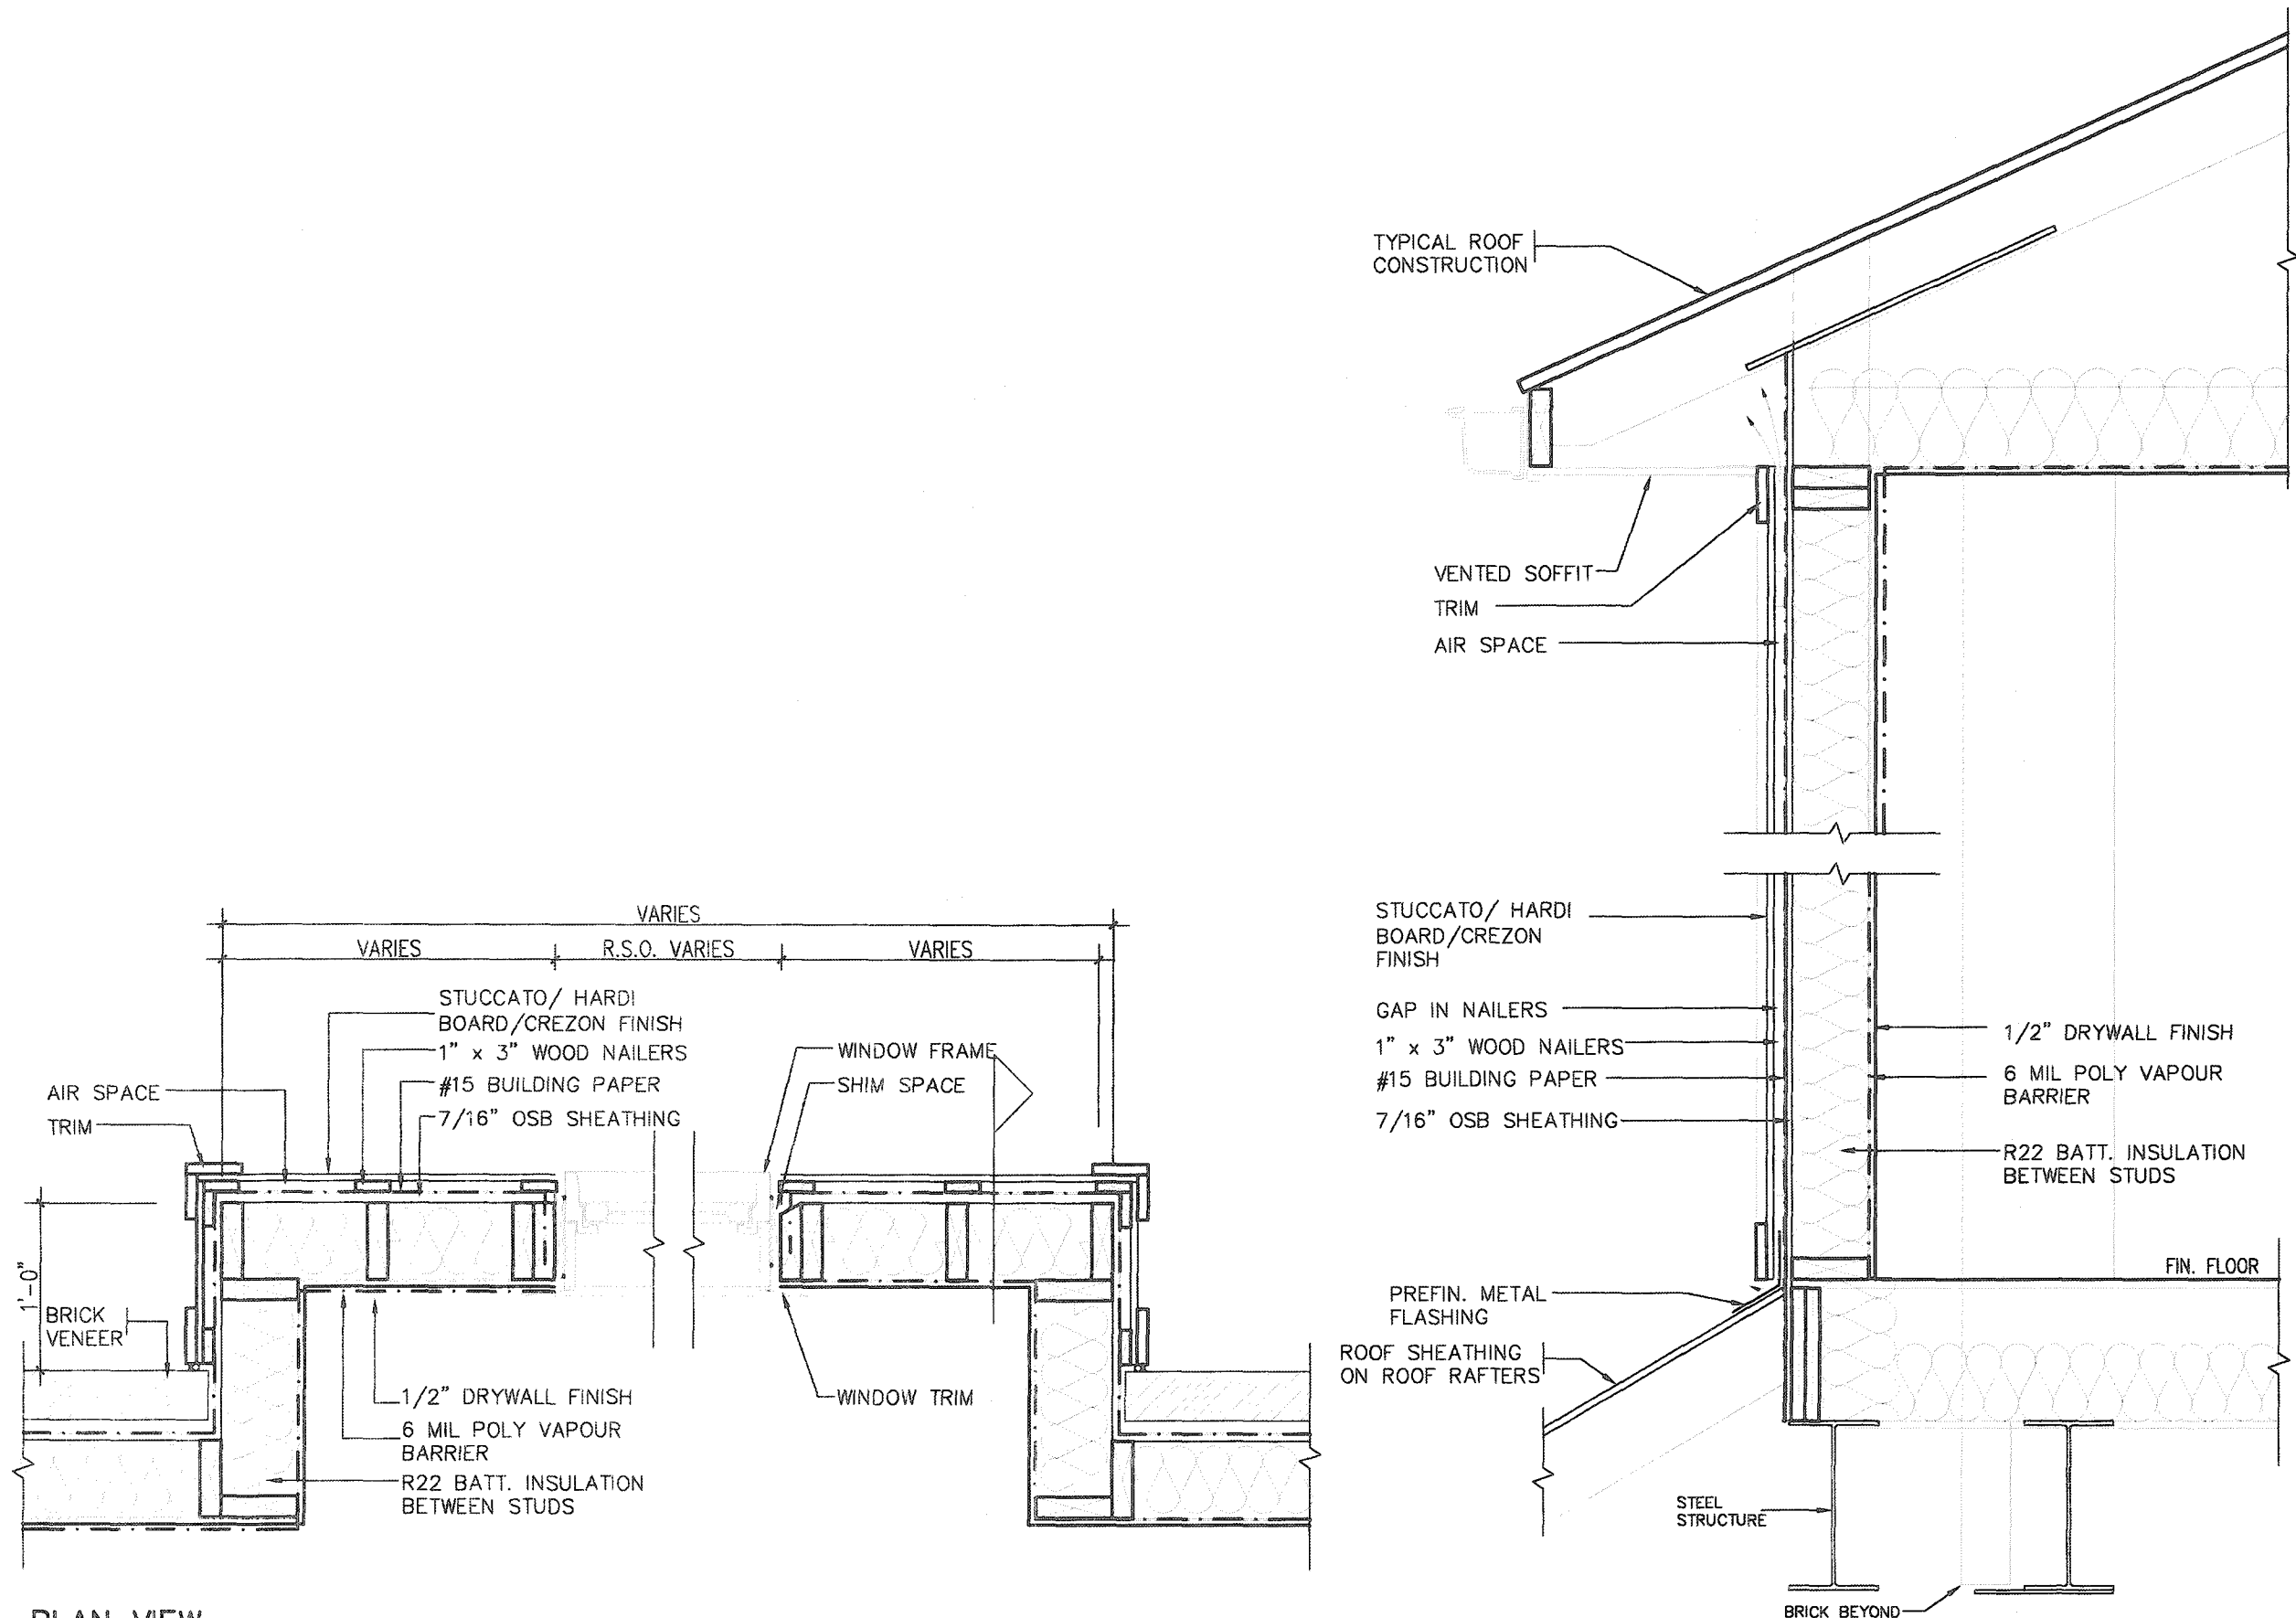 TYPICAL ROOF
CONSTRUCTION
VENTED SOFFIT
TRIM
AIR SPACE
STUCCATO/ HARDI
BOARD/CREZON
FINISH
GAP IN NAILERS
1" x 3" WOOD NAILERS
#15 BUILDING PAPER
7/16" OSB SHEATHING
1/2" DRYWALL FINISH
6 MIL POLY VAPOUR
BARRIER
R22 BATT. INSULATION
BETWEEN STUDS
FIN. FLOOR
PREFIN. METAL
FLASHING
ROOF SHEATHING
ON ROOF RAFTERS
STEEL
STRUCTURE
BRICK BEYOND
VARIES
VARIES
R.S.O. VARIES
VARIES
STUCCATO/ HARDI
BOARD/CREZON FINISH
1" x 3" WOOD NAILERS
#15 BUILDING PAPER
7/16" OSB SHEATHING
AIR SPACE
TRIM
WINDOW FRAME
SHIM SPACE
1'-0"
BRICK
VENEER
1/2" DRYWALL FINISH
6 MIL POLY VAPOUR
BARRIER
R22 BATT. INSULATION
BETWEEN STUDS
WINDOW TRIM
PLAN VIEW